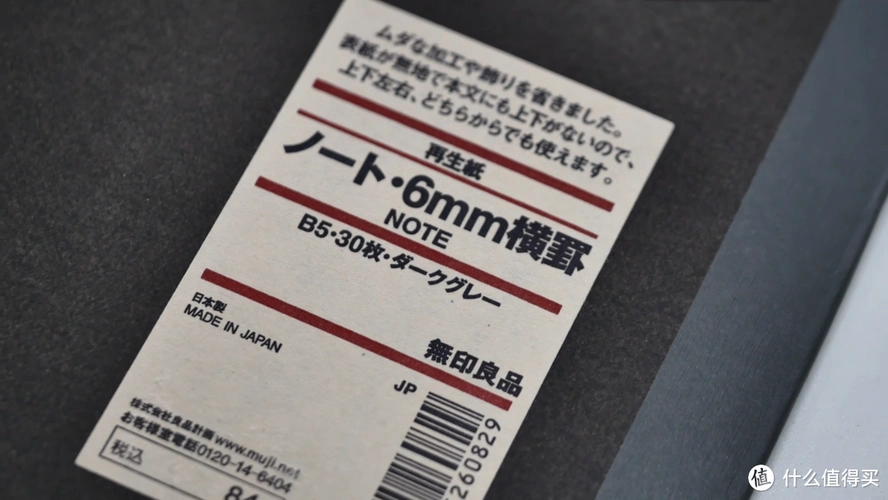 ムダな加工や飾りを省きました。
表紙が無地で本文にも上下がないので、
上下左右、どちらからでも使えます。
再生紙
ノート・6mm横罫
NOTE
B5・30枚・ダークグレー
日本製
MADE IN JAPAN
無印良品
JP
株式会社良品計画 www.muji.net
お客様室電話0120-14-6404
税込
84
260829
值 什么值得买